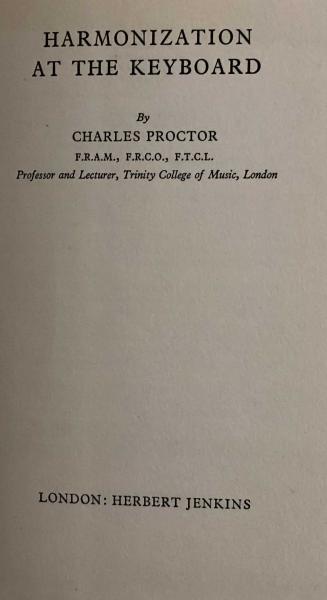 HARMONIZATION
AT THE KEYBOARD
By
CHARLES PROCTOR
F.R.A.M., F.R.C.O., F.T.C.L.
Professor and Lecturer, Trinity College of Music, London
LONDON: HERBERT JENKINS